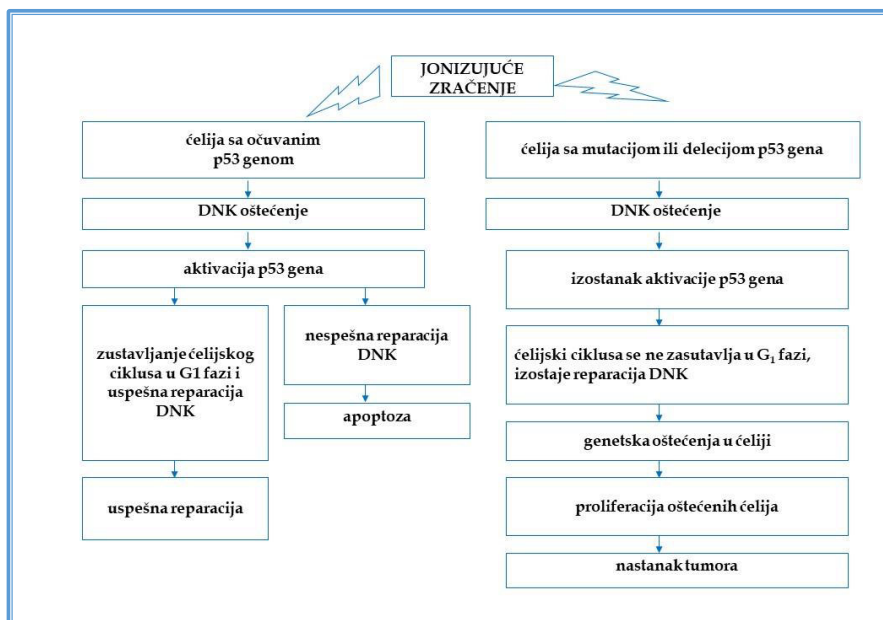 JONIZUJUĆE
ZRAČENJE
ćelija sa očuvanim
p53 genom
DNK oštećenje
aktivacija p53 gena
zustavljanje ćelijskog
ciklusa u G1 fazi i
uspešna reparacija
DNK
uspešna reparacija
nespešna reparacija
DNK
apoptoza
ćelija sa mutacijom ili delecijom p53 gena
DNK oštećenje
izostanak aktivacije p53 gena
ćelijski ciklusa se ne zasutavlja u G₁ fazi,
izostaje reparacija DNK
genetska oštećenja u ćeliji
proliferacija oštećenih ćelija
nastanak tumora